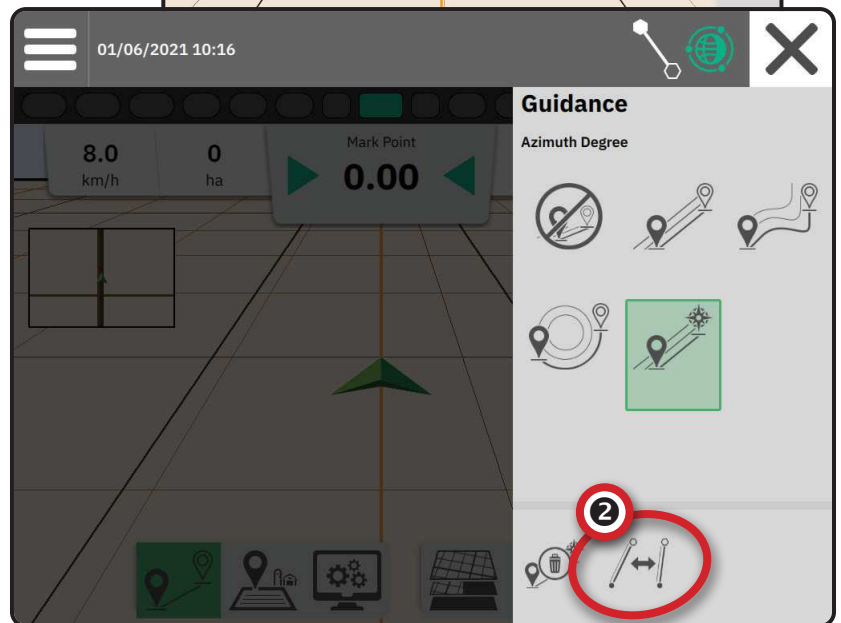 01/06/2021 10:16
Guidance
Azimuth Degree
8.0
km/h
0
ha
Mark Point
0.00
2